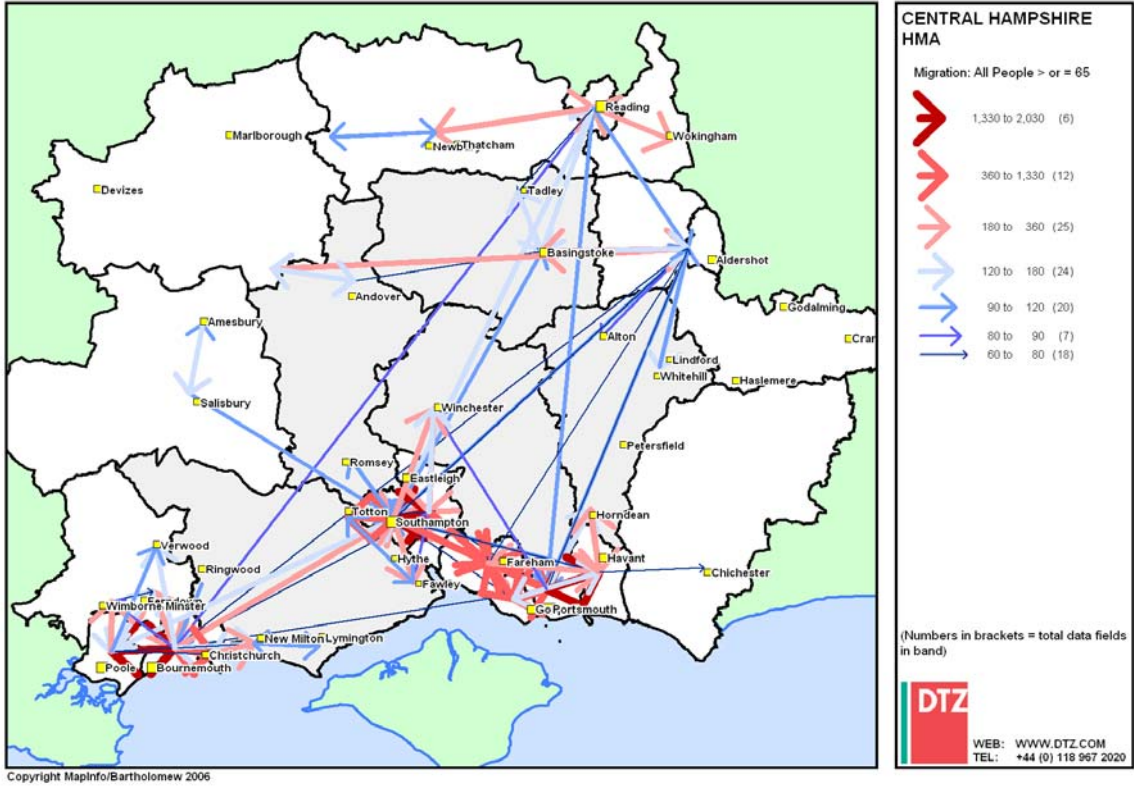 CENTRAL HAMPSHIRE
HMA
Migration: All People > or = 65
1,330 to 2,030 (6)
360 to 1,330 (12)
180 to 360 (25)
120 to 180 (24)
90 to 120 (20)
80 to 90 (7)
60 to 80 (18)
(Numbers in brackets = total data fields
in band)
DTZ
WEB: WWW.DTZ.COM
TEL: +44 (0) 118 967 2020
Reading
Marlborough
Wokingham
Thatcham
Devizes
Tadley
Basingstoke
Aldershot
Andover
Godalming
Amesbury
Alton
Cran
Lindford
Whitehill
Haslemere
Salisbury
Winchester
Petersfield
Romsey
Eastleigh
Totton
Southampton
Horndean
Verwood
Hythe
Fareham
Havant
Ringwood
Fawley
Chichester
Wimborne Minster
Go
Portsmouth
New Milton
Lymington
Christchurch
Poole
Bournemouth
Copyright MapInfo/Bartholomew 2006